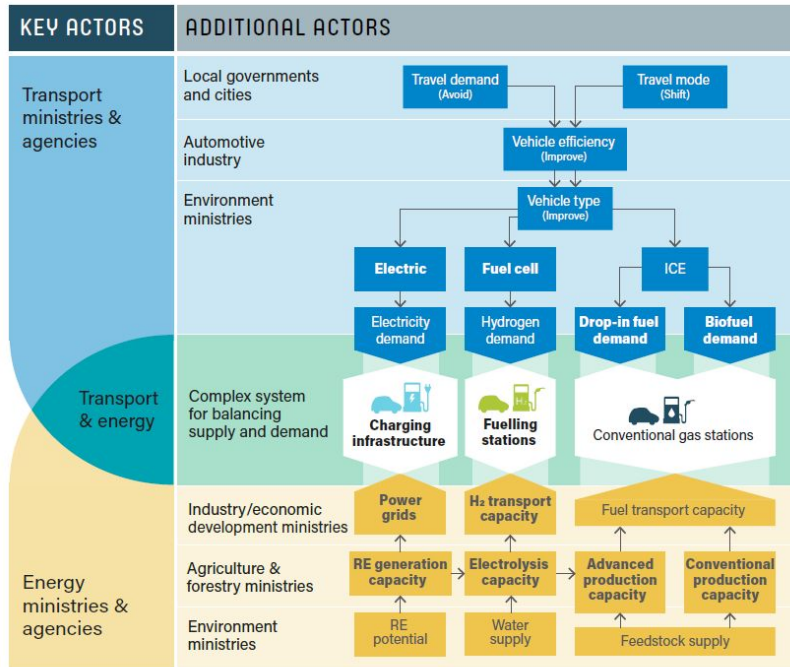 KEY ACTORS
ADDITIONAL ACTORS
Transport
ministries &
agencies
Local governments
and cities
Travel demand
(Avoid)
Travel mode
(Shift)
Automotive
industry
Vehicle efficiency
(Improve)
Environment
ministries
Vehicle type
(Improve)
Electric
Fuel cell
ICE
Electricity
demand
Hydrogen
demand
Drop-in fuel
demand
Biofuel
demand
Transport
& energy
Complex system
for balancing
supply and demand
Charging
infrastructure
H₂
Fuelling
stations
Conventional gas stations
Energy
ministries &
agencies
Industry/economic
development ministries
Power
grids
H₂ transport
capacity
Fuel transport capacity
Agriculture &
forestry ministries
RE generation
capacity
Electrolysis
capacity
Advanced
production
capacity
Conventional
production
capacity
Environment
ministries
RE
potential
Water
supply
Feedstock supply